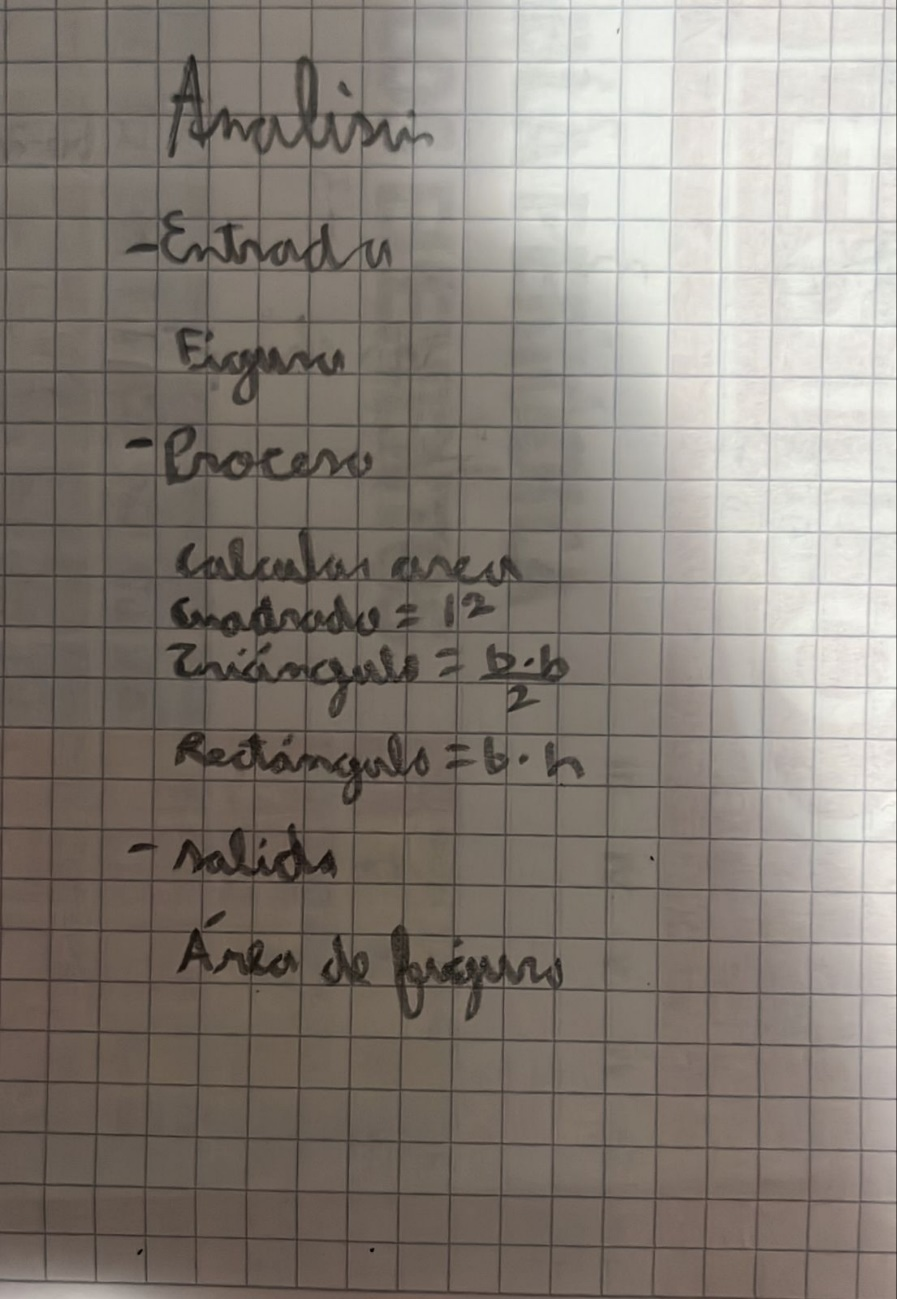 Analisis
-Entrada
Figura
-Proceso
Calcular area
Cuadrado = l²
Triángulo = b·h/2
Rectángulo = b·h
-salida
Área de figura